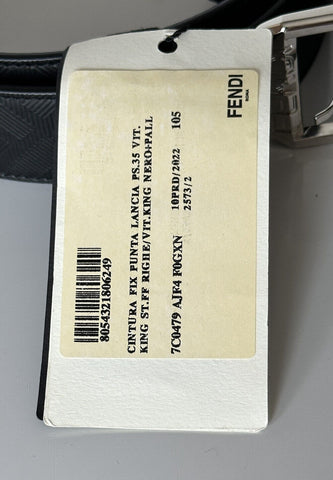 FENDI
ROMA
8054321806249
CINTURA FIX PUNTA LANCIA PS.35 VIT.
KING ST.FF RIGHE/VIT.KING NERO+PALL
7C0479 AJF4 F0GXN 10PRD/2022 105
2573/2